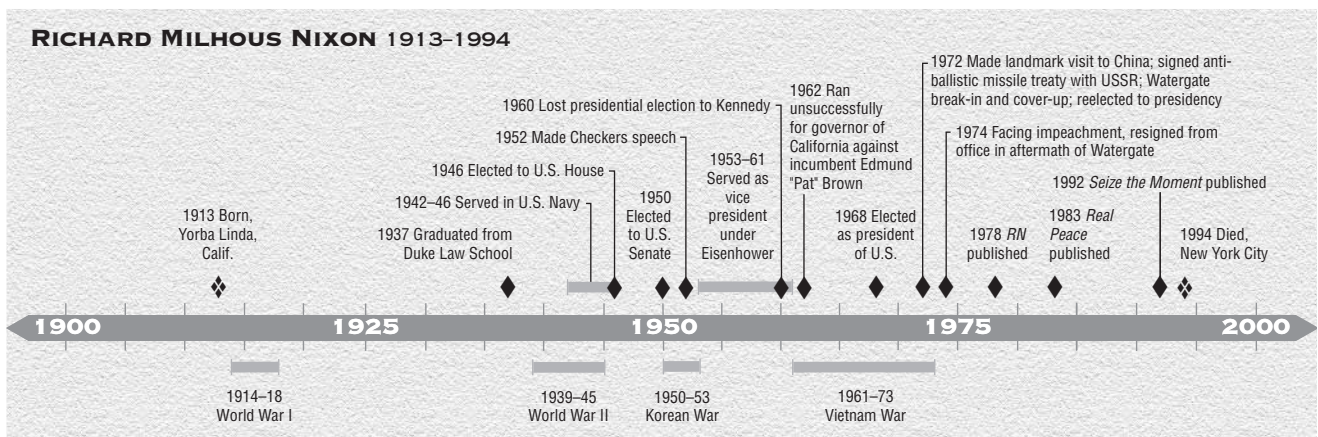 RICHARD MILHOUS NIXON 1913–1994
1913 Born,
Yorba Linda,
Calif.
1937 Graduated from
Duke Law School
1942–46 Served in U.S. Navy
1946 Elected to U.S. House
1950
Elected
to U.S.
Senate
1952 Made Checkers speech
1953–61
Served as
vice
president
under
Eisenhower
1960 Lost presidential election to Kennedy
1962 Ran
unsuccessfully
for governor of
California against
incumbent Edmund
"Pat" Brown
1968 Elected
as president
of U.S.
1972 Made landmark visit to China; signed anti-
ballistic missile treaty with USSR; Watergate
break-in and cover-up; reelected to presidency
1974 Facing impeachment, resigned from
office in aftermath of Watergate
1978 RN
published
1983 Real
Peace
published
1992 Seize the Moment published
1994 Died,
New York City
1900 1925 1950 1975 2000
1914–18
World War I
1939–45
World War II
1950–53
Korean War
1961–73
Vietnam War